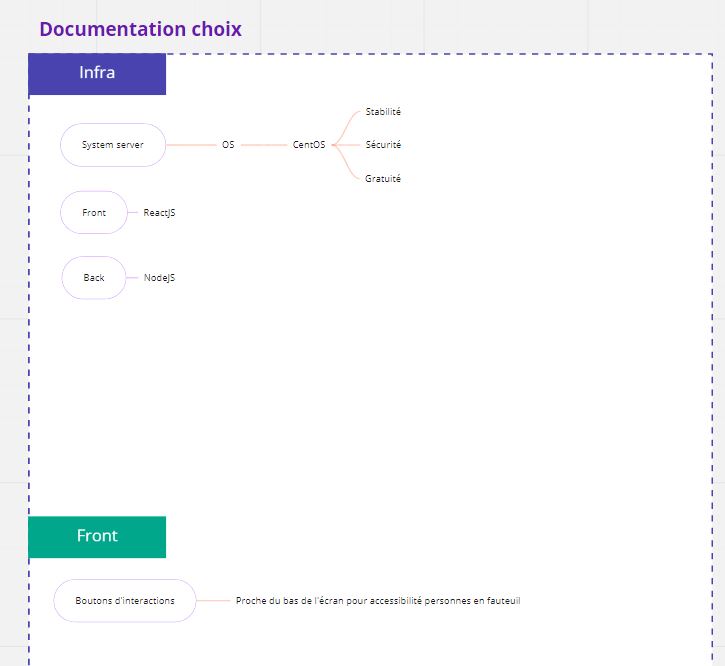 Documentation choix
Infra
Stabilité
System server OS CentOS Sécurité
Gratuité
Front ReactJS
Back NodeJS
Front
Boutons d'interactions Proche du bas de l'écran pour accessibilité personnes en fauteuil